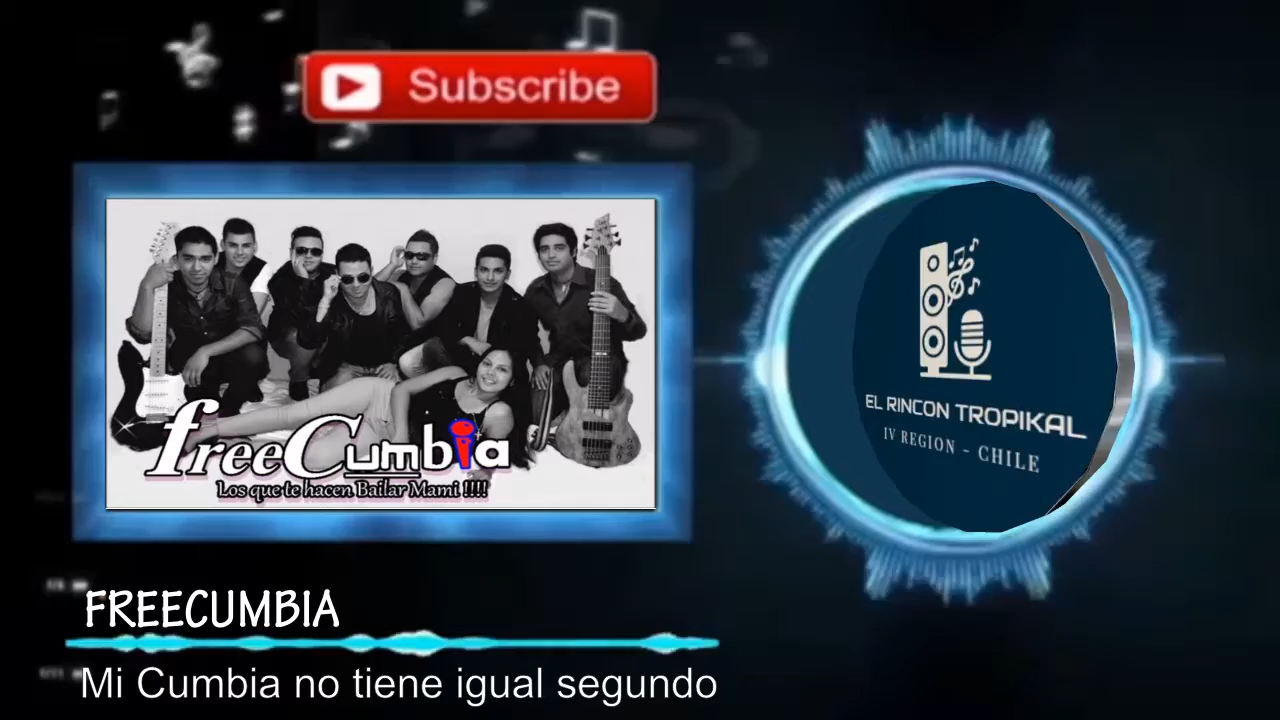 Subscribe
freeCumbia
Los que te hacen Bailar Mami !!!!
EL RINCON TROPIKAL
IV REGION - CHILE
FREECUMBIA
Mi Cumbia no tiene igual segundo